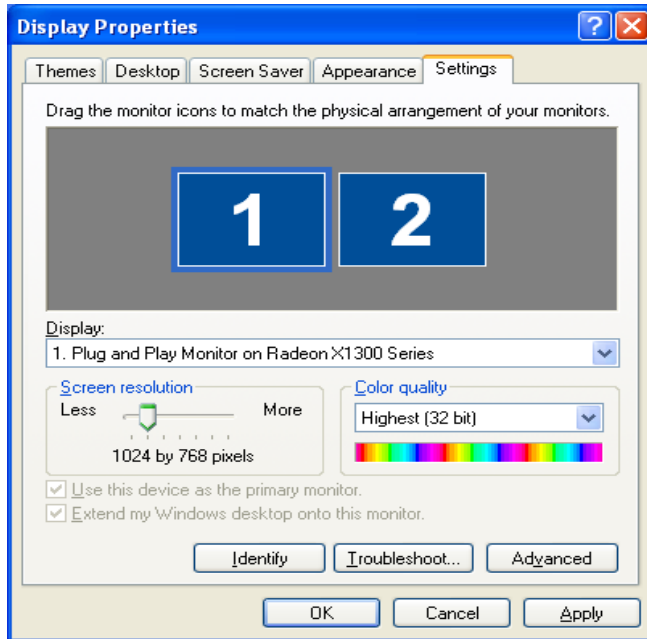 Display Properties
Themes Desktop Screen Saver Appearance Settings
Drag the monitor icons to match the physical arrangement of your monitors.
1 2
Display:
1. Plug and Play Monitor on Radeon X1300 Series
Screen resolution
Less More
1024 by 768 pixels
Color quality
Highest (32 bit)
Use this device as the primary monitor.
Extend my Windows desktop onto this monitor.
Identify Troubleshoot... Advanced
OK Cancel Apply